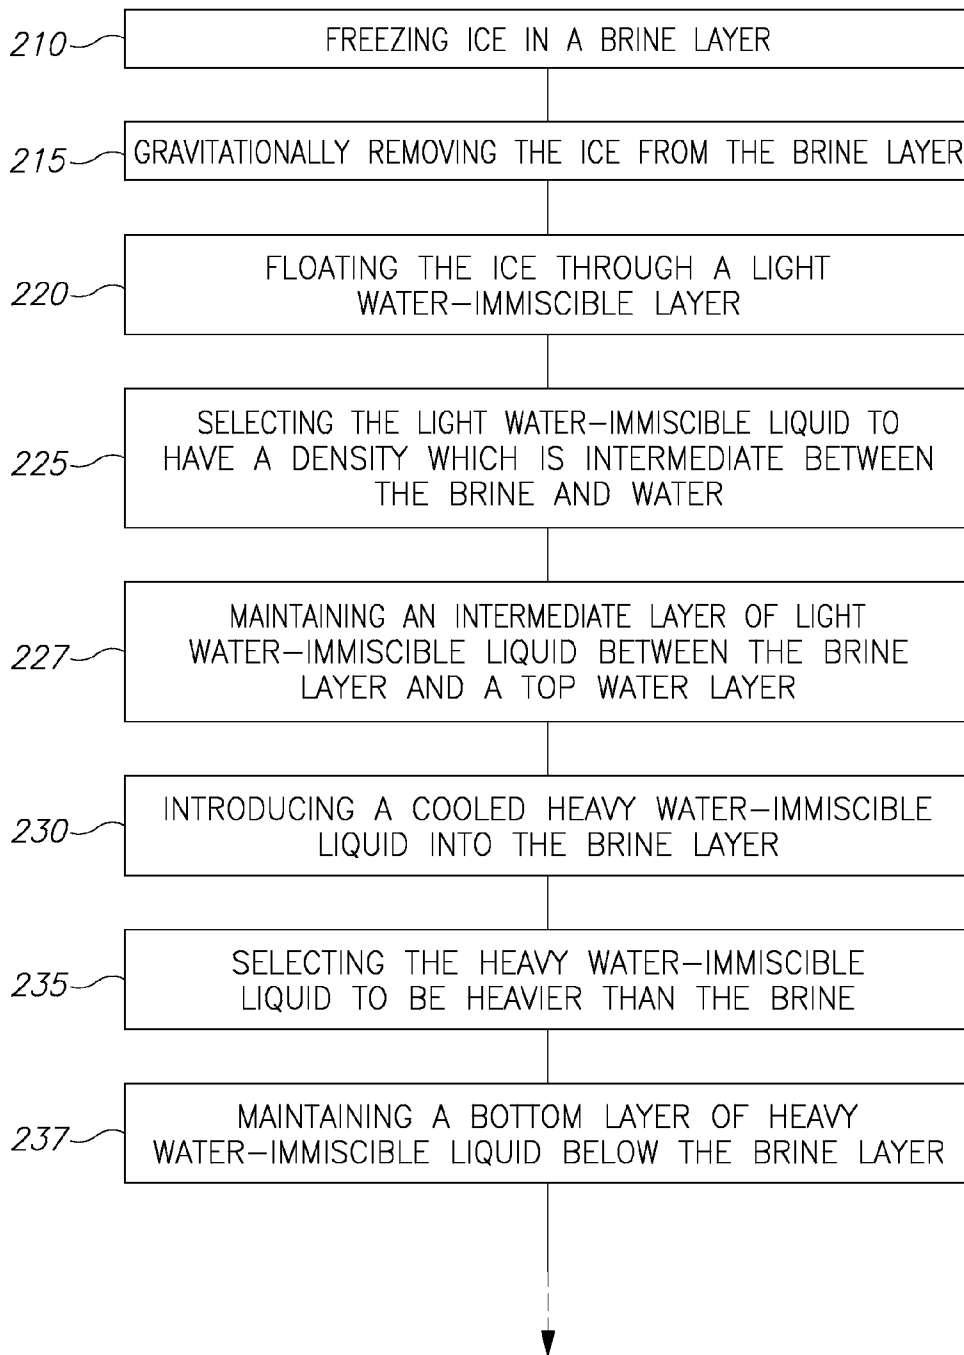 210
FREEZING ICE IN A BRINE LAYER
215
GRAVITATIONALLY REMOVING THE ICE FROM THE BRINE LAYER
220
FLOATING THE ICE THROUGH A LIGHT
WATER-IMMISCIBLE LAYER
225
SELECTING THE LIGHT WATER-IMMISCIBLE LIQUID TO
HAVE A DENSITY WHICH IS INTERMEDIATE BETWEEN
THE BRINE AND WATER
227
MAINTAINING AN INTERMEDIATE LAYER OF LIGHT
WATER-IMMISCIBLE LIQUID BETWEEN THE BRINE
LAYER AND A TOP WATER LAYER
230
INTRODUCING A COOLED HEAVY WATER-IMMISCIBLE
LIQUID INTO THE BRINE LAYER
235
SELECTING THE HEAVY WATER-IMMISCIBLE
LIQUID TO BE HEAVIER THAN THE BRINE
237
MAINTAINING A BOTTOM LAYER OF HEAVY
WATER-IMMISCIBLE LIQUID BELOW THE BRINE LAYER